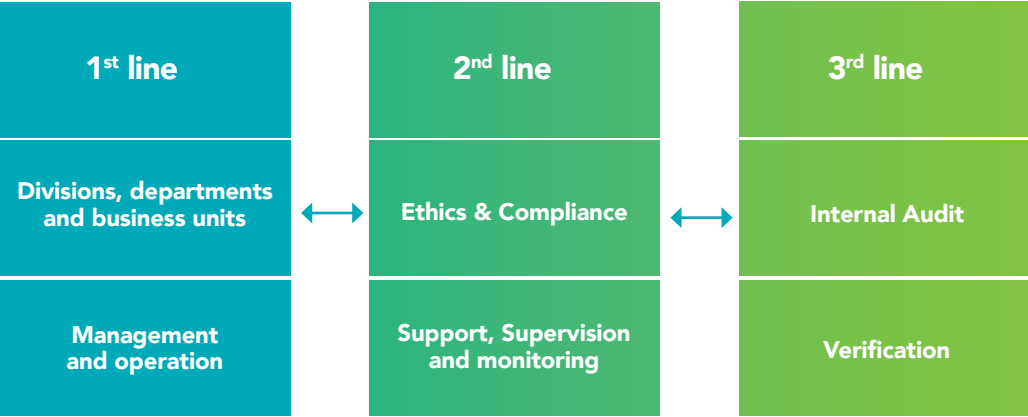 1st line
2nd line
3rd line
Divisions, departments
and business units
Ethics & Compliance
Internal Audit
Management
and operation
Support, Supervision
and monitoring
Verification